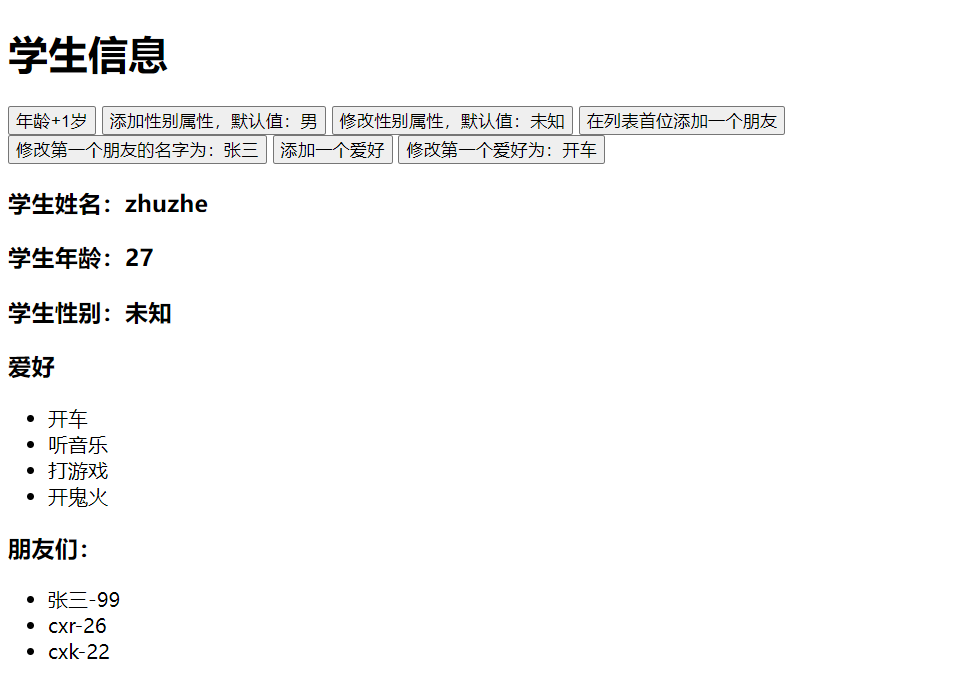 学生信息
年龄+1岁 添加性别属性，默认值：男 修改性别属性，默认值：未知 在列表首位添加一个朋友
修改第一个朋友的名字为：张三 添加一个爱好 修改第一个爱好为：开车
学生姓名：zhuzhe
学生年龄：27
学生性别：未知
爱好
开车
听音乐
打游戏
开鬼火
朋友们：
张三-99
cxr-26
cxk-22